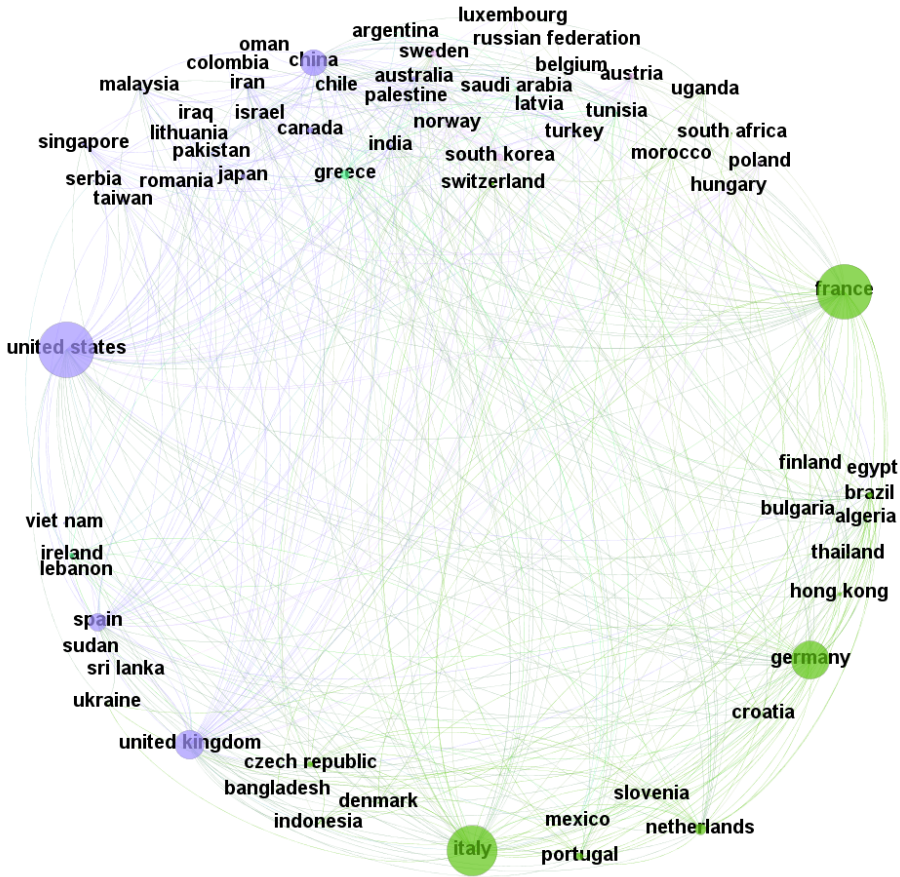 luxembourg
argentina
russian federation
oman
sweden
colombia
china
belgium
malaysia
iran
chile
australia
saudi arabia
austria
uganda
palestine
latvia
iraq
israel
tunisia
singapore
lithuania
canada
norway
turkey
south africa
pakistan
india
south korea
morocco
poland
serbia
romania
japan
greece
switzerland
hungary
taiwan
france
united states
finland
egypt
brazil
bulgaria
algeria
viet nam
ireland
thailand
lebanon
hong kong
spain
sudan
germany
sri lanka
ukraine
croatia
united kingdom
czech republic
bangladesh
denmark
slovenia
indonesia
mexico
netherlands
italy
portugal